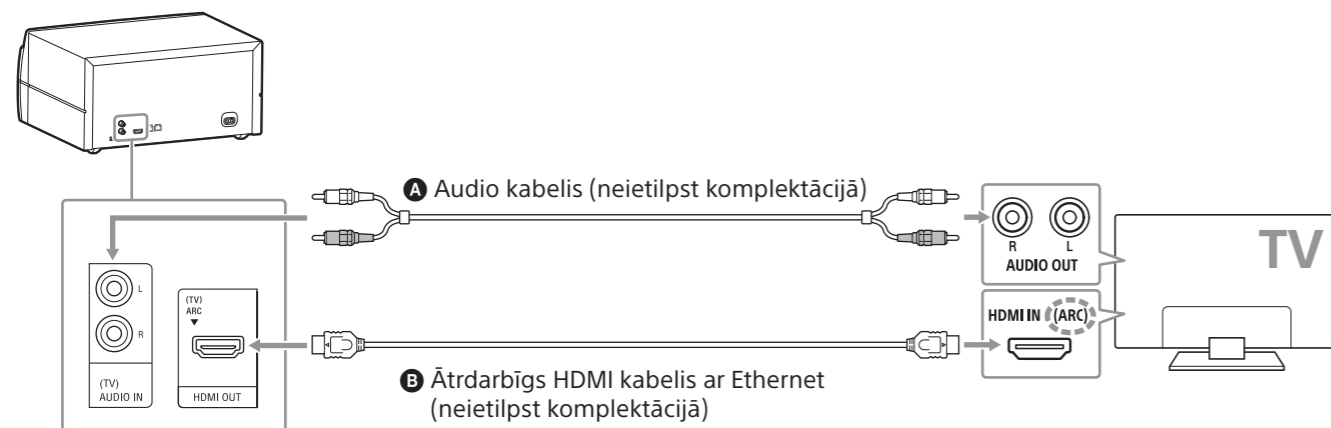 A Audio kabelis (neietilpst komplektācijā)
R L
AUDIO OUT
TV
L
R
(TV)
AUDIO IN
(TV)
ARC
HDMI OUT
HDMI IN (ARC)
B Ātrdarbīgs HDMI kabelis ar Ethernet
(neietilpst komplektācijā)